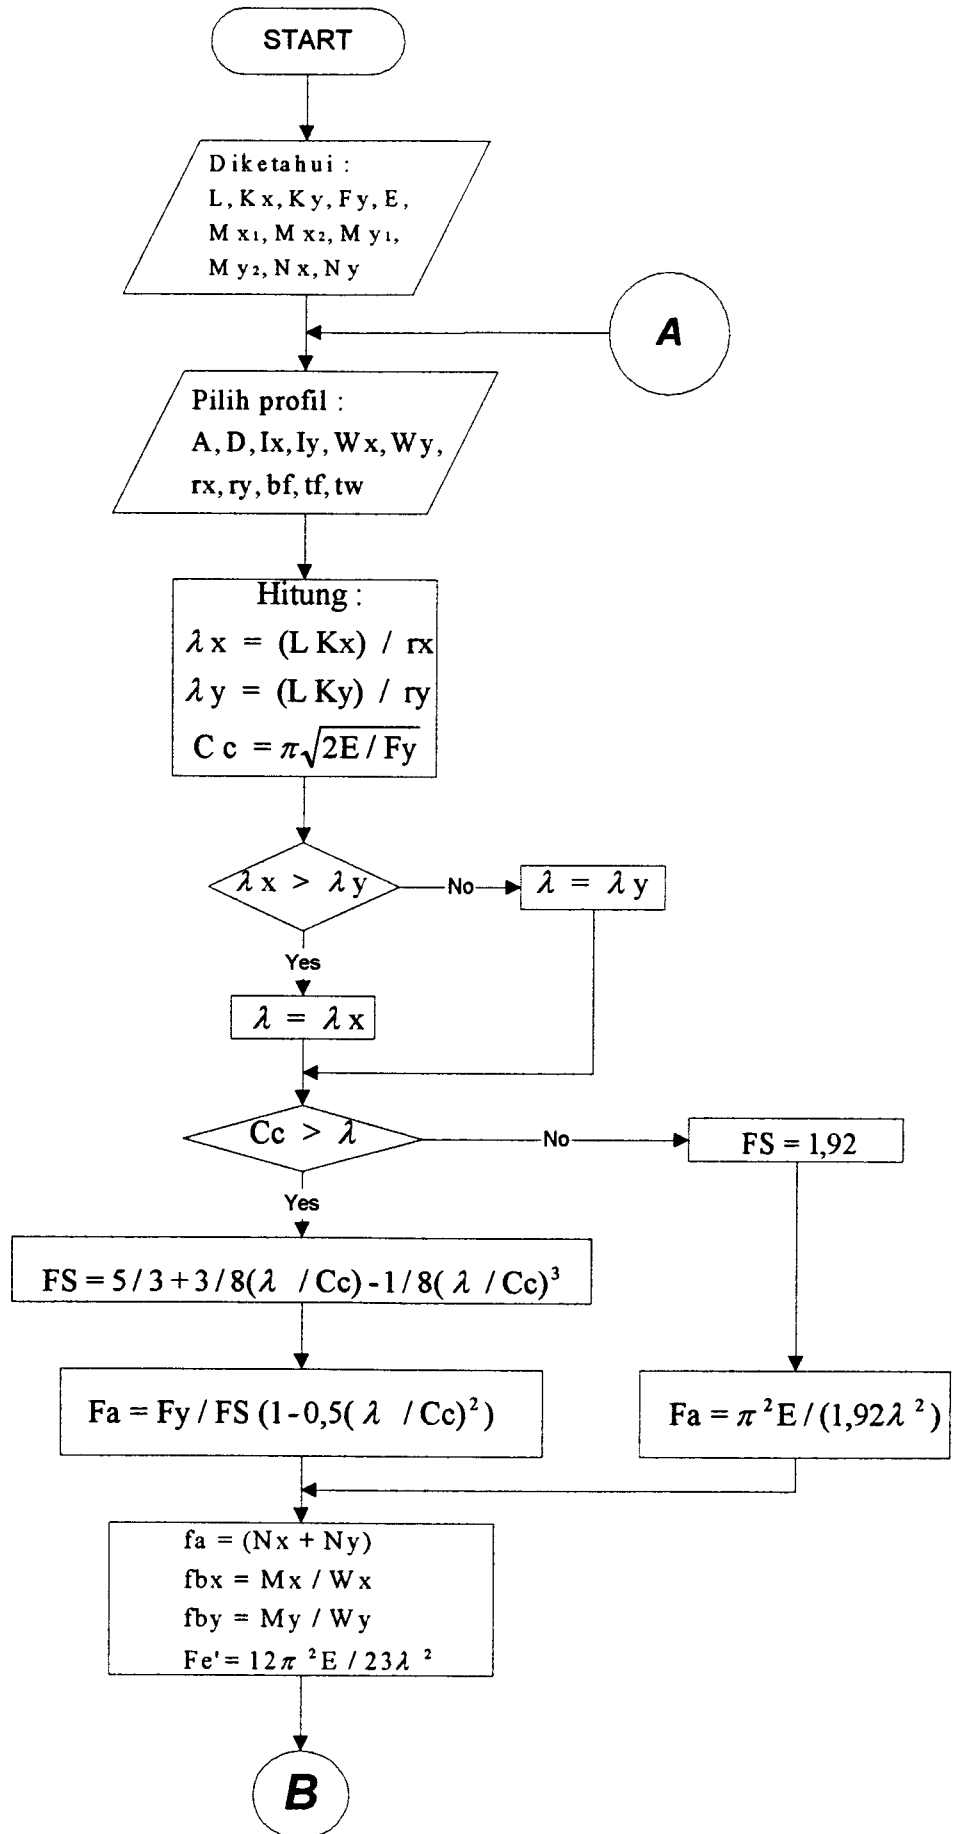 START
Diketahui :
L, Kx, Ky, Fy, E,
Mx₁, Mx₂, My₁,
My₂, Nx, Ny
A
Pilih profil :
A, D, Ix, Iy, Wx, Wy,
rx, ry, bf, tf, tw
Hitung :
λx = (L Kx) / rx
λy = (L Ky) / ry
Cc = π√2E / Fy
λx > λy
No
λ = λy
Yes
λ = λx
Cc > λ
No
FS = 1,92
Yes
FS = 5/3 + 3/8(λ /Cc) - 1/8( λ /Cc)³
Fa = Fy / FS (1-0,5( λ /Cc)²)
Fa = π²E / (1,92λ²)
fa = (Nx + Ny)
fbx = Mx / Wx
fby = My / Wy
Fe' = 12π²E / 23λ²
B